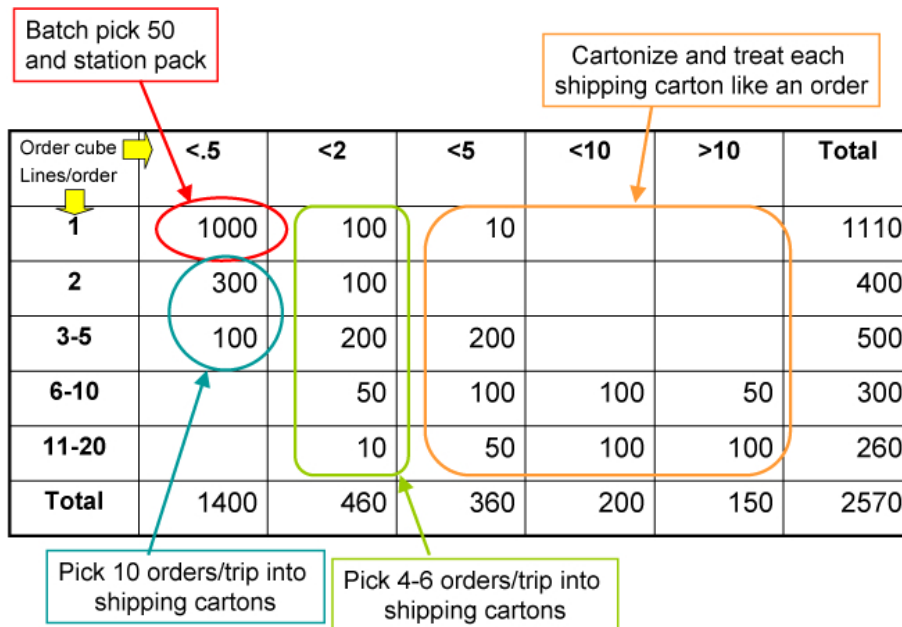 Batch pick 50
and station pack
Cartonize and treat each
shipping carton like an order
Order cube <.5 <2 <5 <10 >10 Total
Lines/order
1 1000 100 10 1110
2 300 100 400
3-5 100 200 200 500
6-10 50 100 100 50 300
11-20 10 50 100 100 260
Total 1400 460 360 200 150 2570
Pick 10 orders/trip into
shipping cartons
Pick 4-6 orders/trip into
shipping cartons